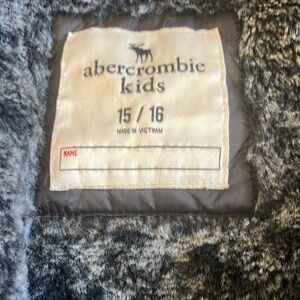 abercrombie
kids
15 / 16
MADE IN VIETNAM
NAME